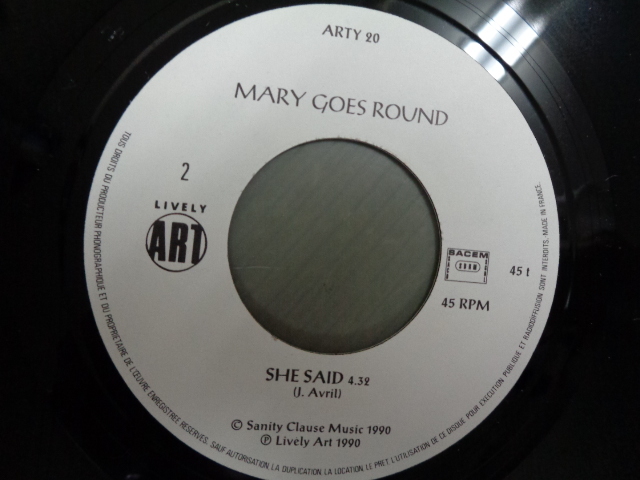 ARTY 20
MARY GOES ROUND
2
LIVELY
ART
SACEM
45 t
45 RPM
SHE SAID 4.32
(J. Avril)
© Sanity Clause Music 1990
℗ Lively Art 1990
TOUS DROITS DU PRODUCTEUR PHONOGRAPHIQUE ET DU PROPRIETAIRE DE L'ŒUVRE ENREGISTREE RESERVES. SAUF AUTORISATION LA DUPLICATION LA LOCATION LE PRET L'UTILISATION DE CE DISQUE POUR EXECUTION PUBLIQUE ET RADIODIFFUSION SONT INTERDITS. MADE IN FRANCE.